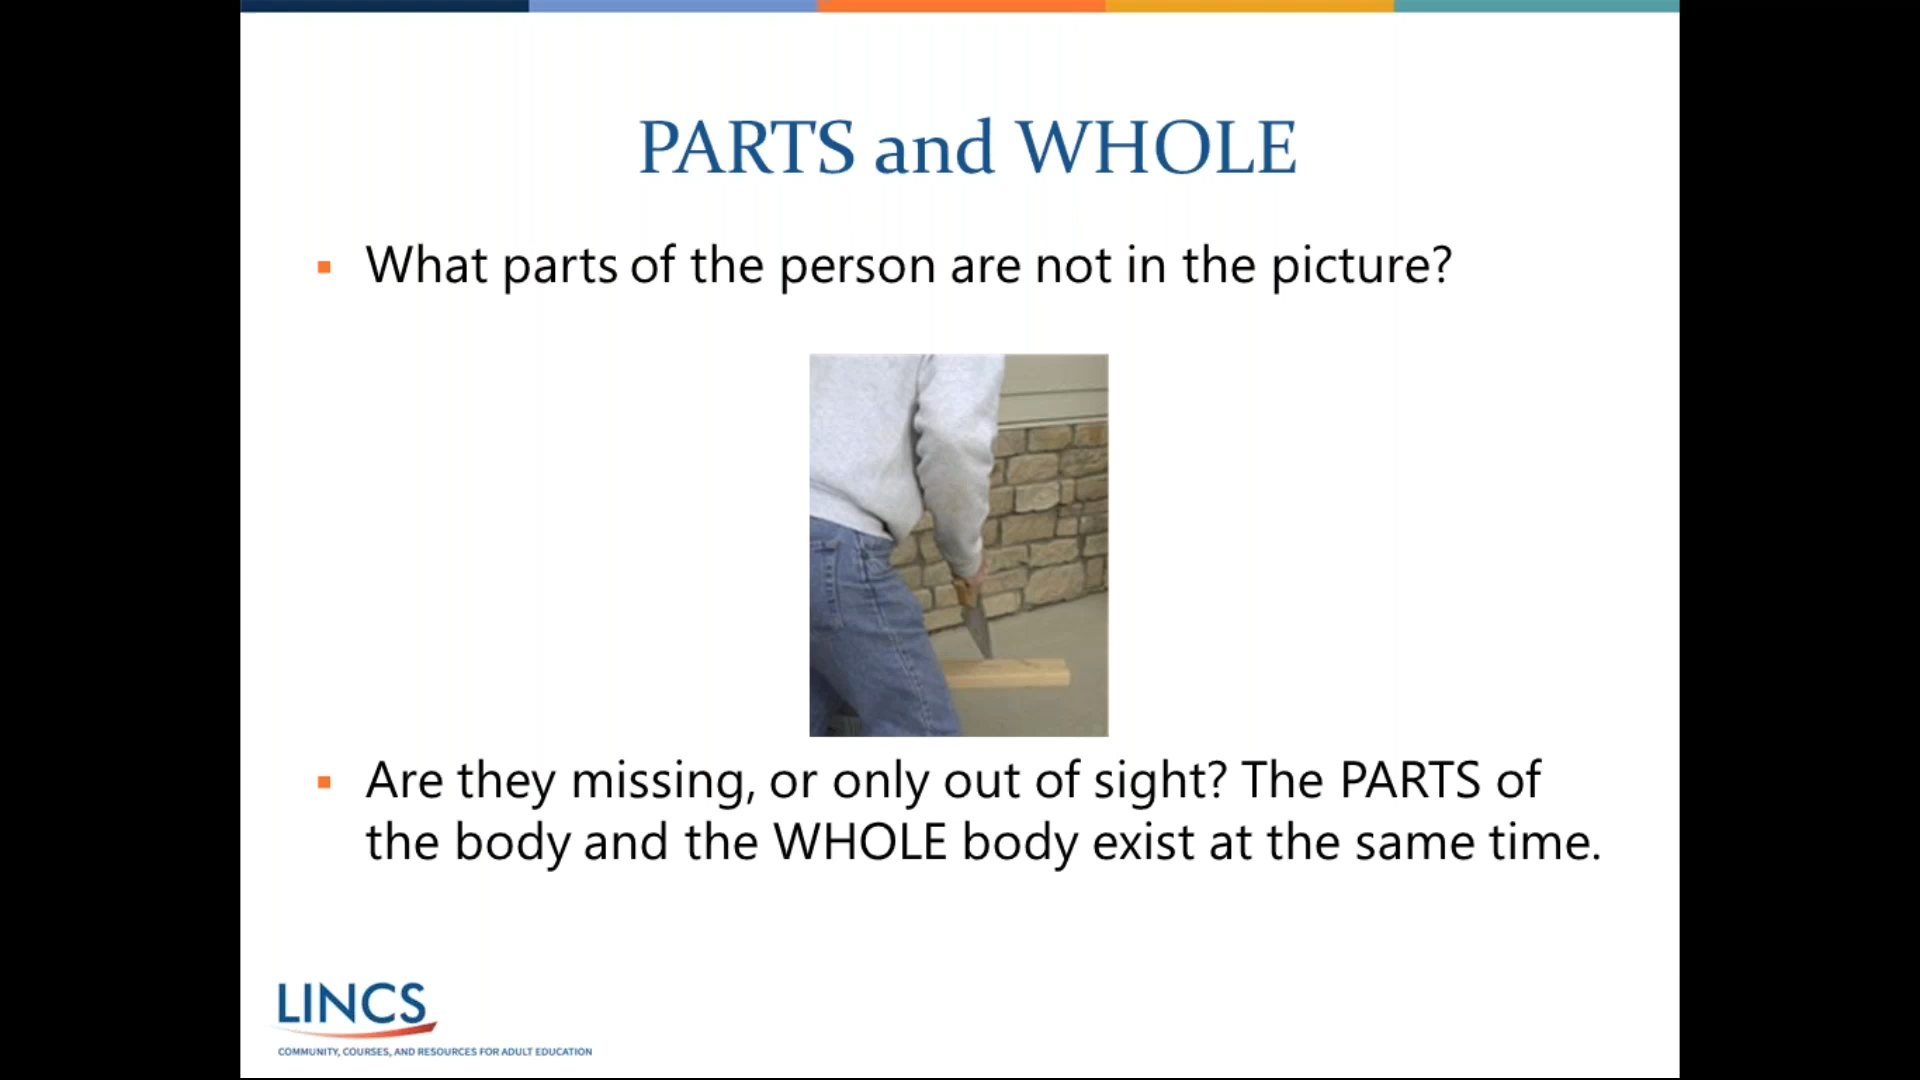 PARTS and WHOLE
What parts of the person are not in the picture?
Are they missing, or only out of sight? The PARTS of
the body and the WHOLE body exist at the same time.
LINCS
COMMUNITY, COURSES, AND RESOURCES FOR ADULT EDUCATION